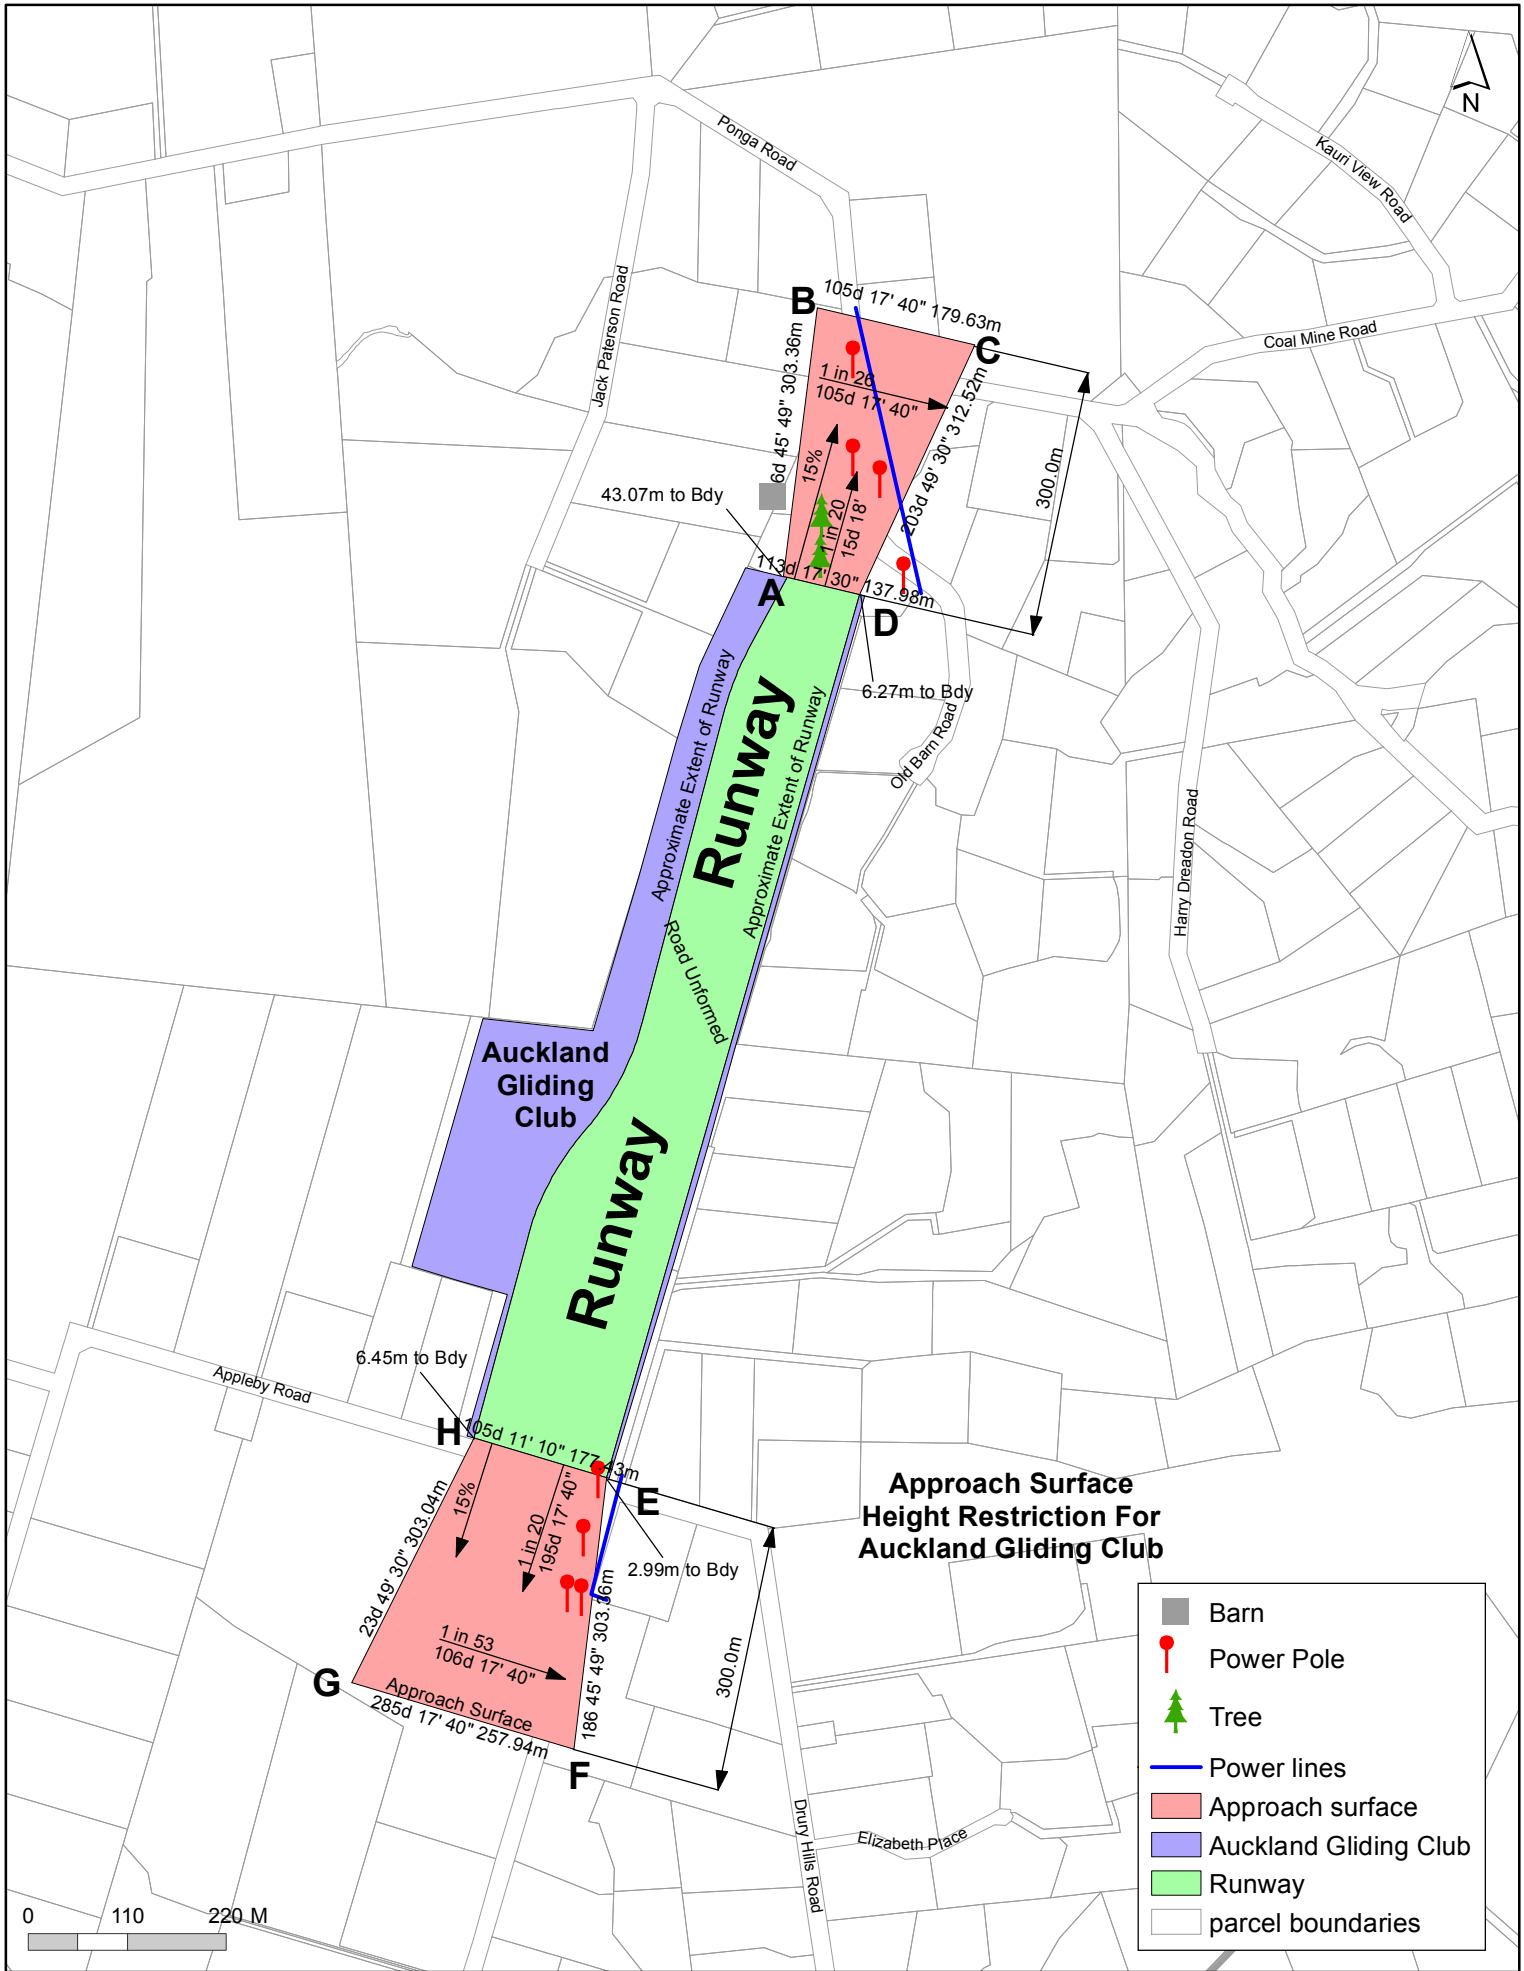 N
Ponga Road
Kauri View Road
Jack Paterson Road
Coal Mine Road
B
105d 17' 40" 179.63m
C
6d 45' 49" 303.36m
1 in 26
105d 17' 40"
203d 49' 30" 312.52m
300.0m
15%
1 in 20
15d 18'
43.07m to Bdy
113d 17' 30" 137.98m
A
D
6.27m to Bdy
Approximate Extent of Runway
Runway
Approximate Extent of Runway
Old Barn Road
Harry Dreadon Road
Road Unformed
Auckland
Gliding
Club
Runway
6.45m to Bdy
Appleby Road
H
105d 11' 10" 177.43m
E
Approach Surface
Height Restriction For
Auckland Gliding Club
15%
1 in 20
195d 17' 40"
2.99m to Bdy
23d 49' 30" 303.04m
186 45' 49" 303.36m
1 in 53
106d 17' 40"
300.0m
G
Approach Surface
285d 17' 40" 257.94m
F
Drury Hills Road
Elizabeth Place
Barn
Power Pole
Tree
Power lines
Approach surface
Auckland Gliding Club
Runway
parcel boundaries
0 110 220 M